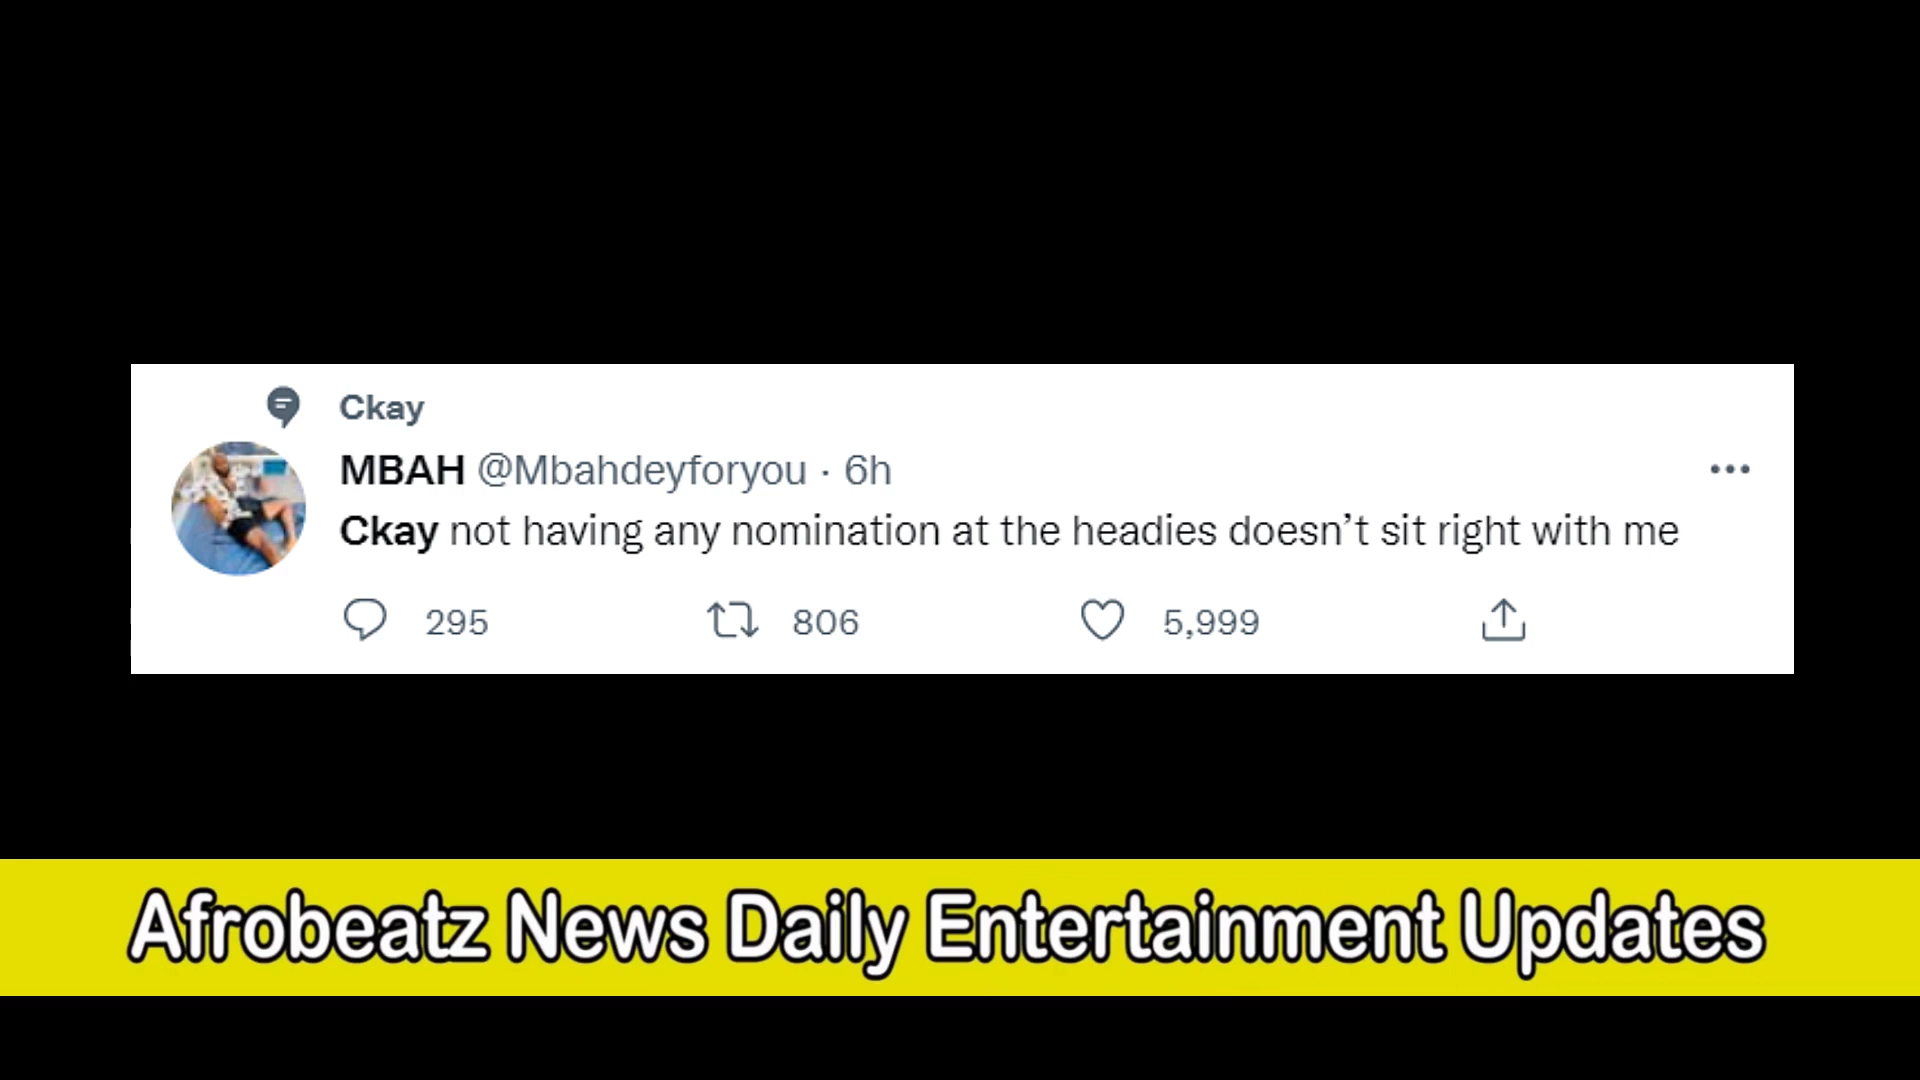 Ckay
MBAH @Mbahdeyforyou · 6h
Ckay not having any nomination at the headies doesn’t sit right with me
295 806 5,999
Afrobeatz News Daily Entertainment Updates